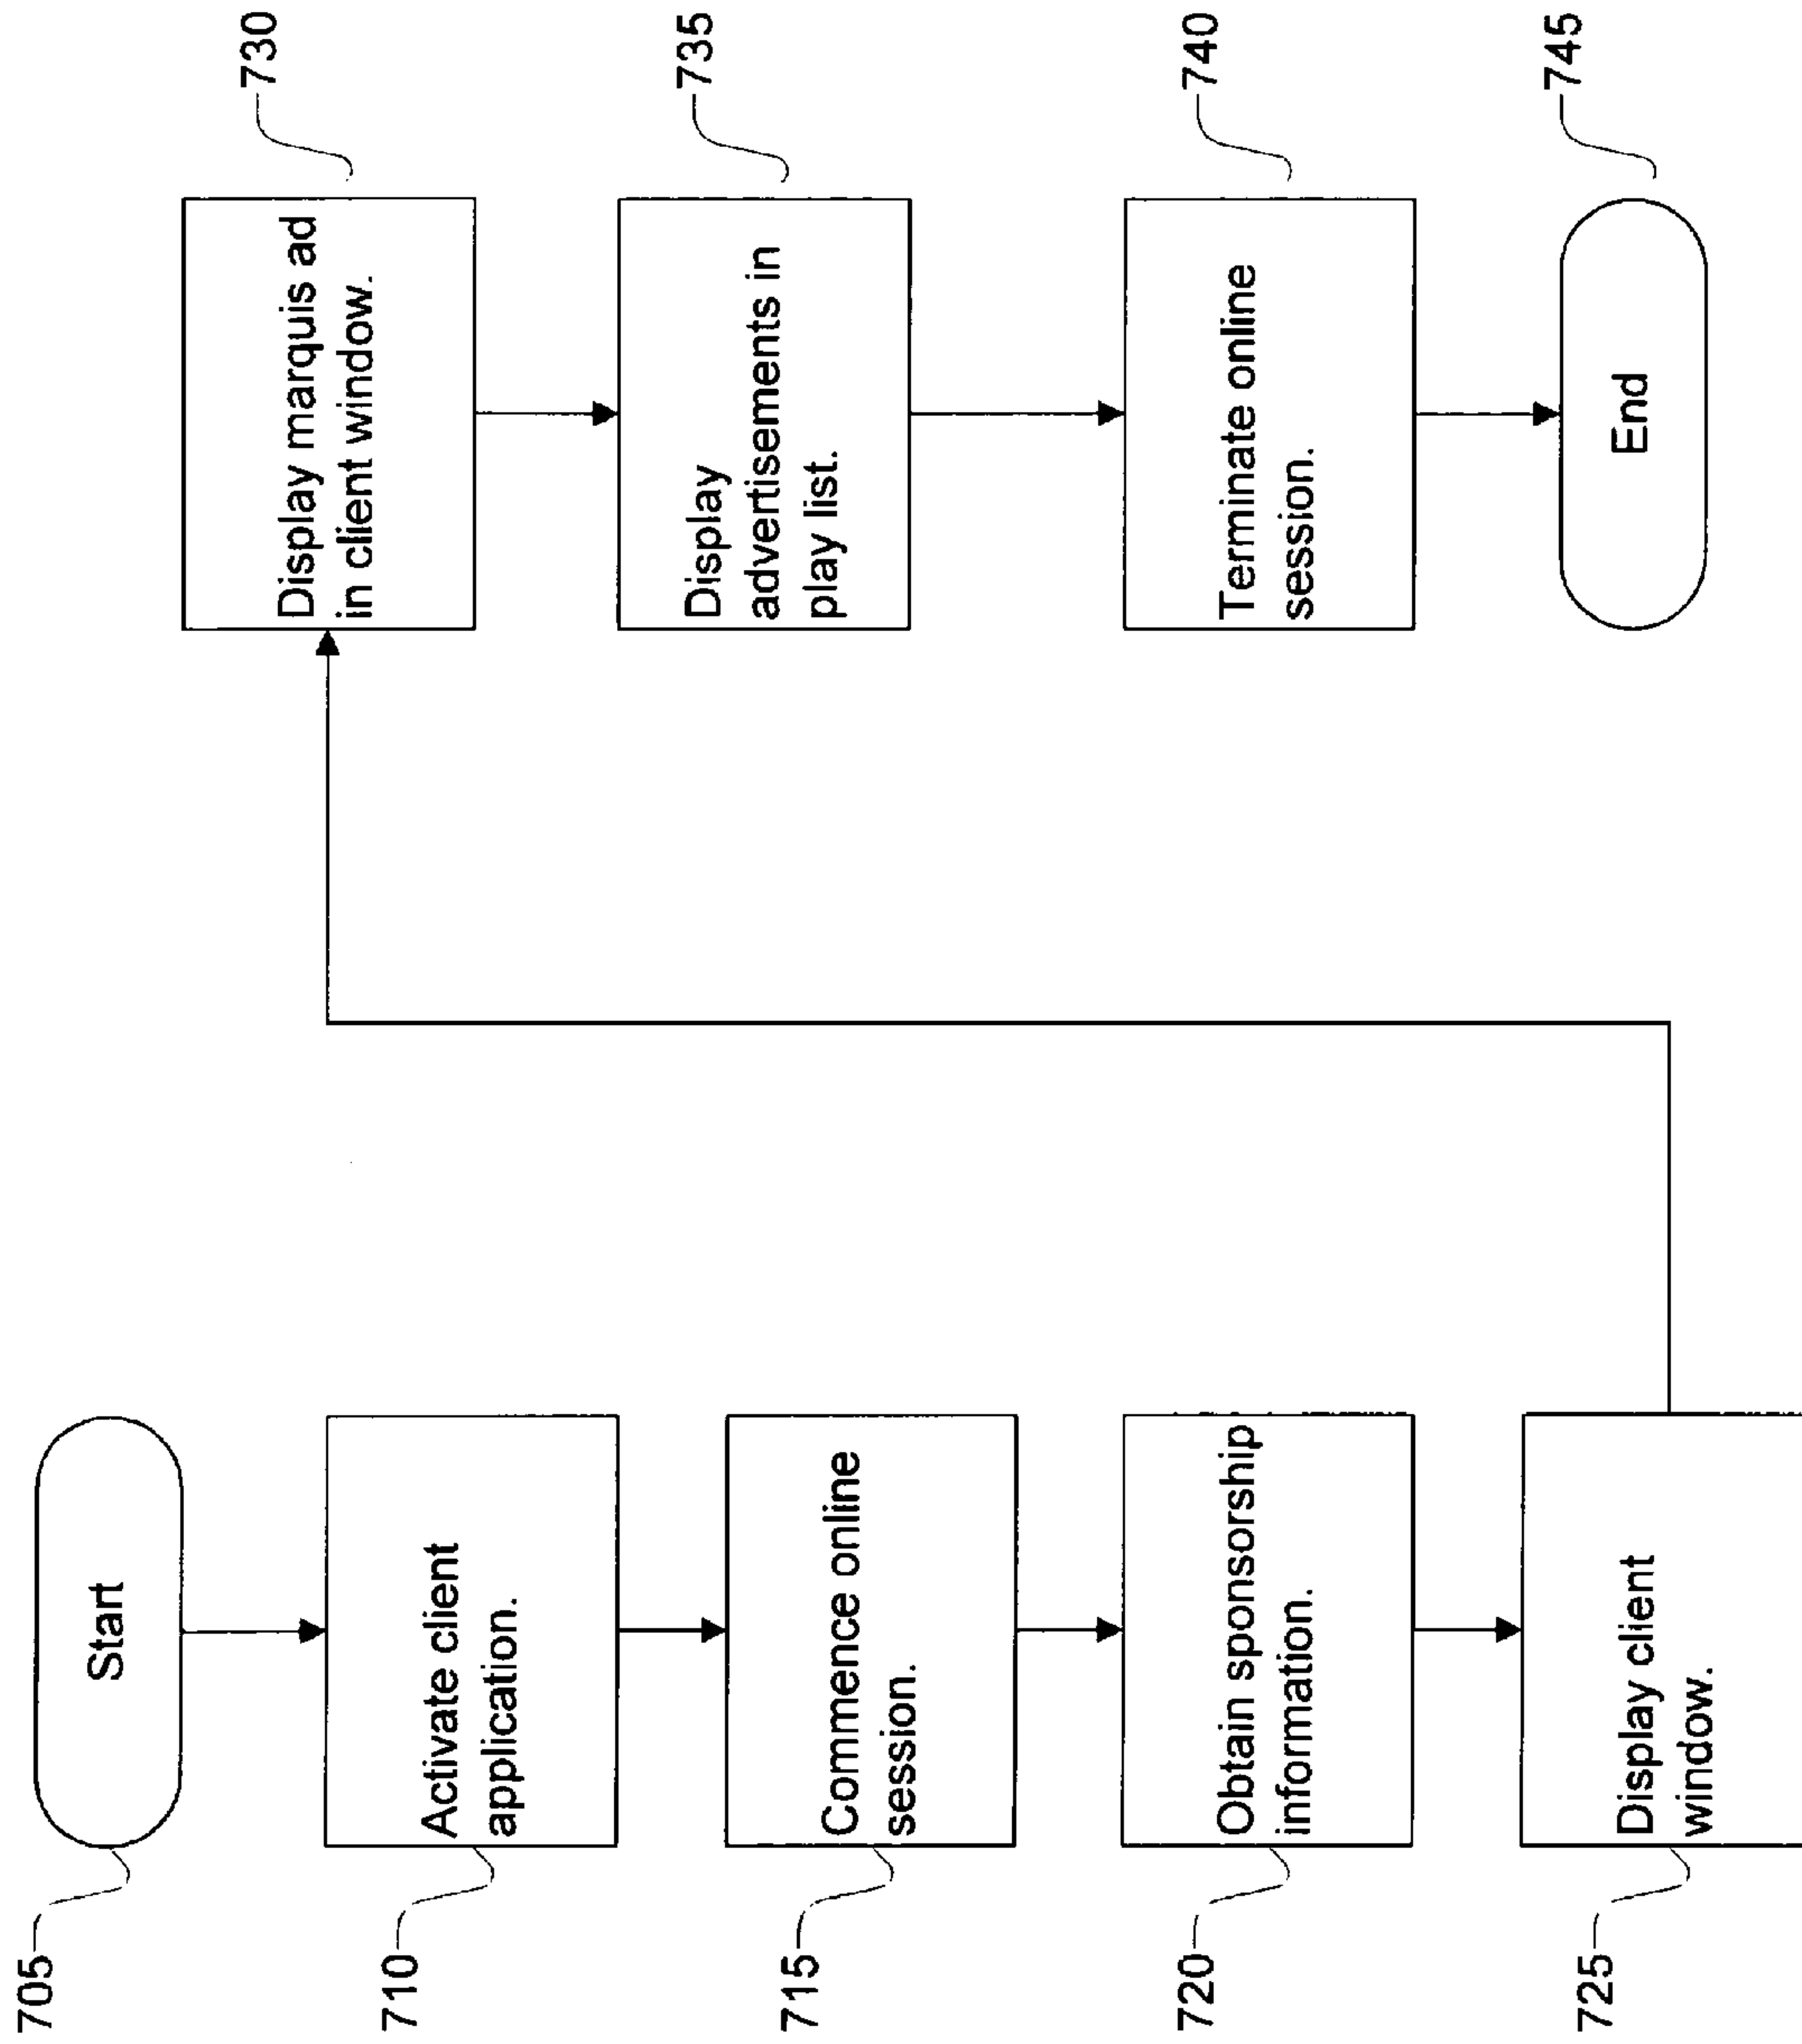 705
Start
710
Activate client
application.
715
Commence online
session.
720
Obtain sponsorship
information.
725
Display client
window.
730
Display marquis ad
in client window.
735
Display
advertisements in
play list.
740
Terminate online
session.
745
End